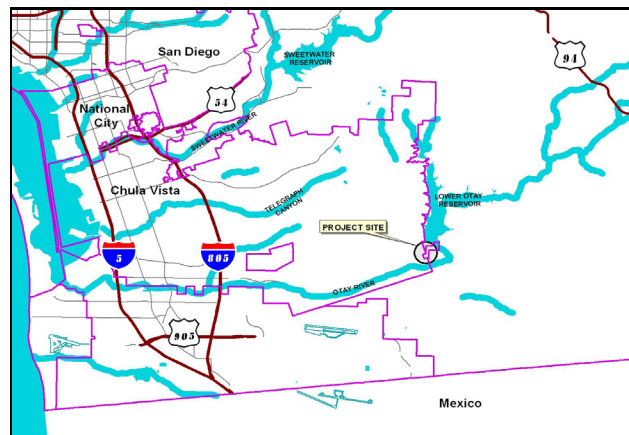 San Diego
SWEETWATER
RESERVOIR
94
54
National
City
SWEETWATER RIVER
Chula Vista
TELEGRAPH
CANYON
LOWER OTAY
RESERVOIR
PROJECT SITE
5
805
OTAY RIVER
905
Mexico